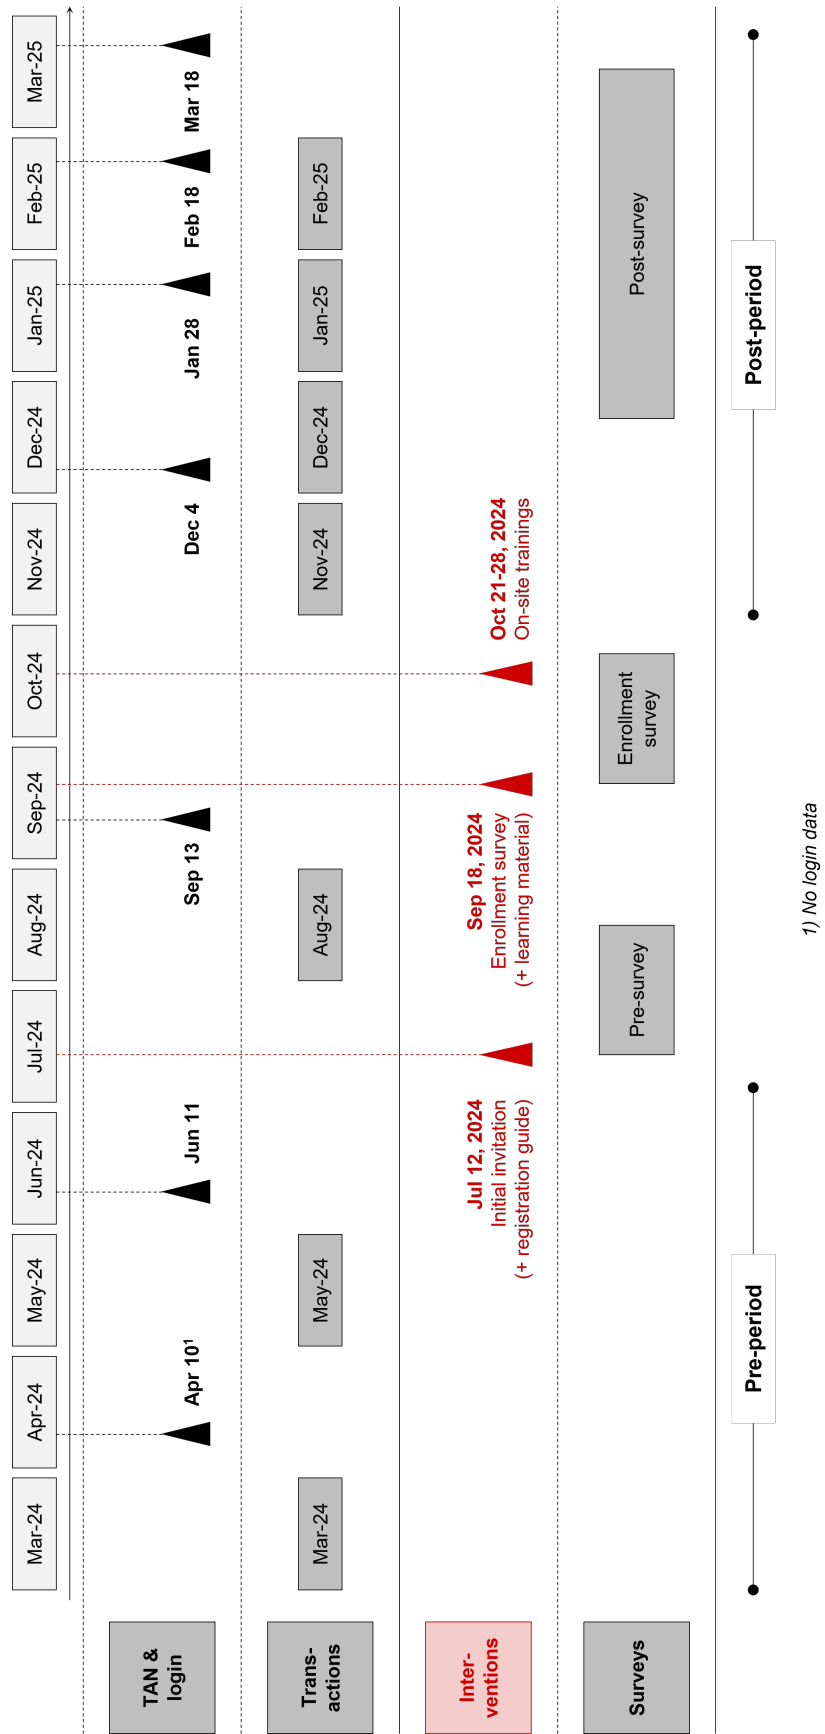 Mar-24
Apr-24
May-24
Jun-24
Jul-24
Aug-24
Sep-24
Oct-24
Nov-24
Dec-24
Jan-25
Feb-25
Mar-25
TAN &
login
Apr 10¹
Jun 11
Sep 13
Dec 4
Jan 28
Feb 18
Mar 18
Trans-
actions
Mar-24
May-24
Aug-24
Nov-24
Dec-24
Jan-25
Feb-25
Inter-
ventions
Jul 12, 2024
Initial invitation
(+ registration guide)
Sep 18, 2024
Enrollment survey
(+ learning material)
Oct 21-28, 2024
On-site trainings
Surveys
Pre-survey
Enrollment
survey
Post-survey
Pre-period
Post-period
1) No login data